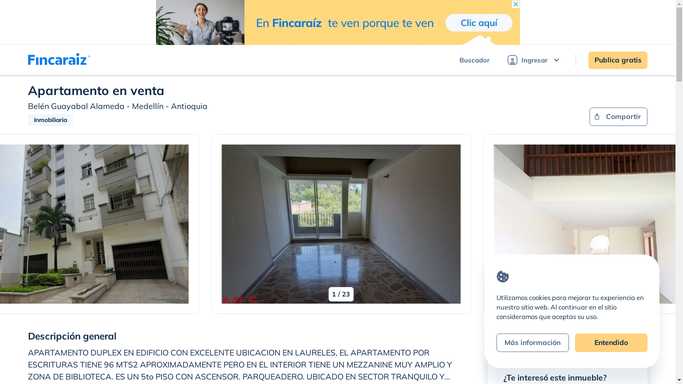 En Fincaraíz te ven porque te ven
Clic aquí
Fincaraíz
Buscador
Ingresar
Publica gratis
Apartamento en venta
Belén Guayabal Alameda - Medellín - Antioquia
Inmobiliaria
Compartir
1 / 23
Utilizamos cookies para mejorar tu experiencia en
nuestro sitio web. Al continuar en el sitio
consideramos que aceptas su uso.
Más información
Entendido
Descripción general
APARTAMENTO DUPLEX EN EDIFICIO CON EXCELENTE UBICACION EN LAURELES, EL APARTAMENTO POR
ESCRITURAS TIENE 96 MTS2 APROXIMADAMENTE PERO EN EL INTERIOR TIENE UN MEZZANINE MUY AMPLIO Y
ZONA DE BIBLIOTECA. ES UN 5to PISO CON ASCENSOR. PARQUEADERO. UBICADO EN SECTOR TRANQUILO Y...
¿Te interesó este inmueble?